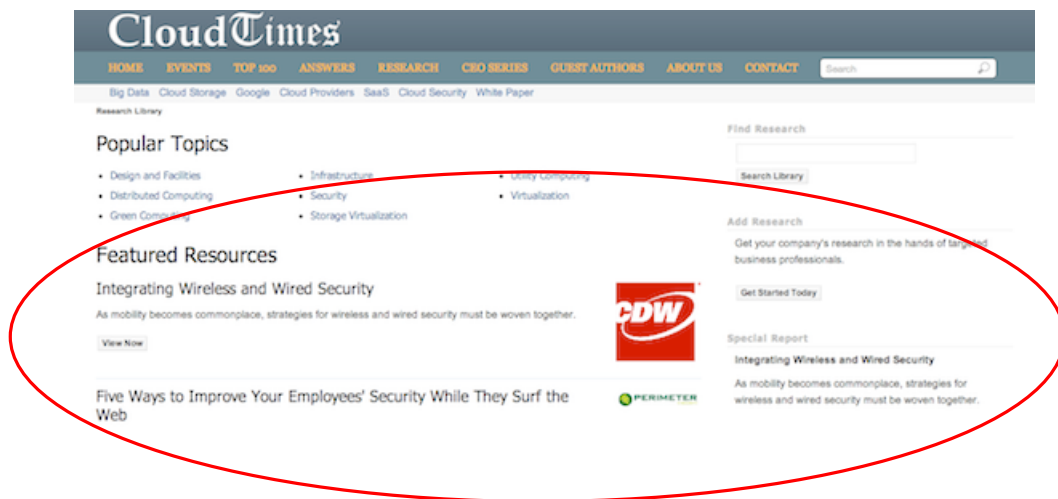 CloudTimes
HOME EVENTS TOP 100 ANSWERS RESEARCH CEO SERIES GUEST AUTHORS ABOUT US CONTACT Search
Big Data Cloud Storage Google Cloud Providers SaaS Cloud Security White Paper
Research Library
Popular Topics
• Design and Facilities
• Distributed Computing
• Green Computing
• Infrastructure
• Security
• Storage Virtualization
• Utility Computing
• Virtualization
Featured Resources
Integrating Wireless and Wired Security
As mobility becomes commonplace, strategies for wireless and wired security must be woven together.
View Now
CDW
Five Ways to Improve Your Employees' Security While They Surf the
Web
PERIMETER
Find Research
Search Library
Add Research
Get your company's research in the hands of targeted
business professionals.
Get Started Today
Special Report
Integrating Wireless and Wired Security
As mobility becomes commonplace, strategies for
wireless and wired security must be woven together.